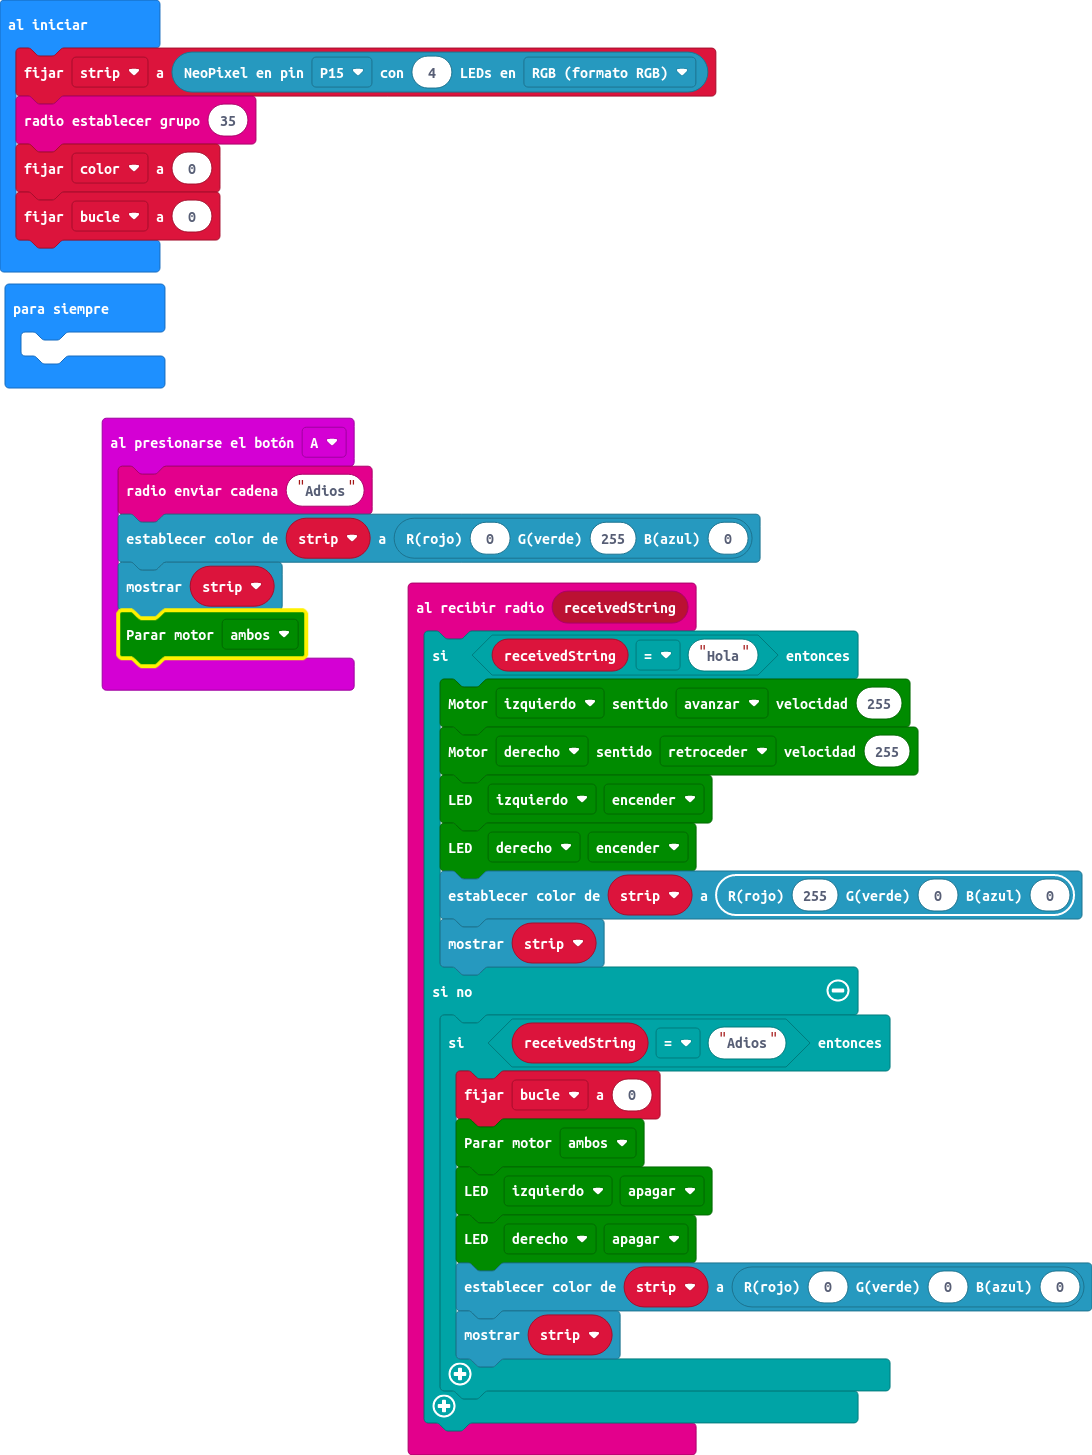 al iniciar
fijar strip a NeoPixel en pin P15 con 4 LEDs en RGB (formato RGB)
radio establecer grupo 35
fijar color a 0
fijar bucle a 0
para siempre
al presionarse el botón A
radio enviar cadena "Adios"
establecer color de strip a R(rojo) 0 G(verde) 255 B(azul) 0
mostrar strip
Parar motor ambos
al recibir radio receivedString
si receivedString = "Hola" entonces
Motor izquierdo sentido avanzar velocidad 255
Motor derecho sentido retroceder velocidad 255
LED izquierdo encender
LED derecho encender
establecer color de strip a R(rojo) 255 G(verde) 0 B(azul) 0
mostrar strip
si no
si receivedString = "Adios" entonces
fijar bucle a 0
Parar motor ambos
LED izquierdo apagar
LED derecho apagar
establecer color de strip a R(rojo) 0 G(verde) 0 B(azul) 0
mostrar strip